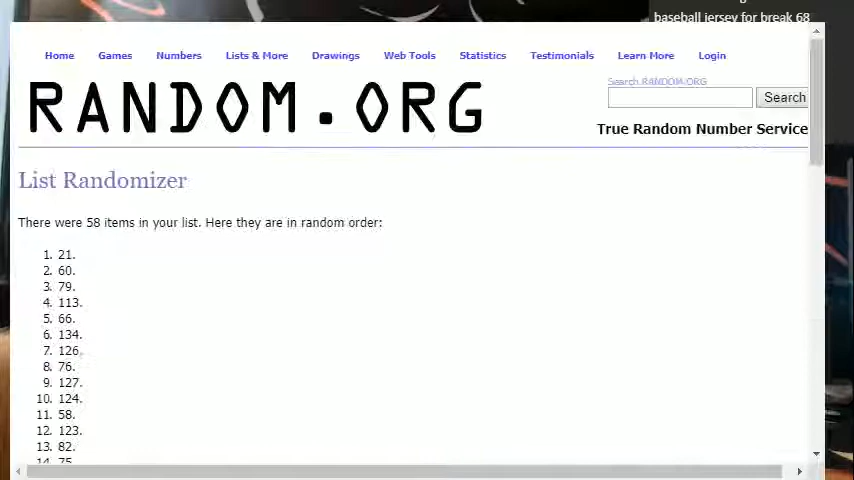 baseball jersey for break 68
Home Games Numbers Lists & More Drawings Web Tools Statistics Testimonials Learn More Login
Search RANDOM.ORG
RANDOM.ORG
Search
True Random Number Service
List Randomizer
There were 58 items in your list. Here they are in random order:
1. 21.
2. 60.
3. 79.
4. 113.
5. 66.
6. 134.
7. 126.
8. 76.
9. 127.
10. 124.
11. 58.
12. 123.
13. 82.
14. 75.